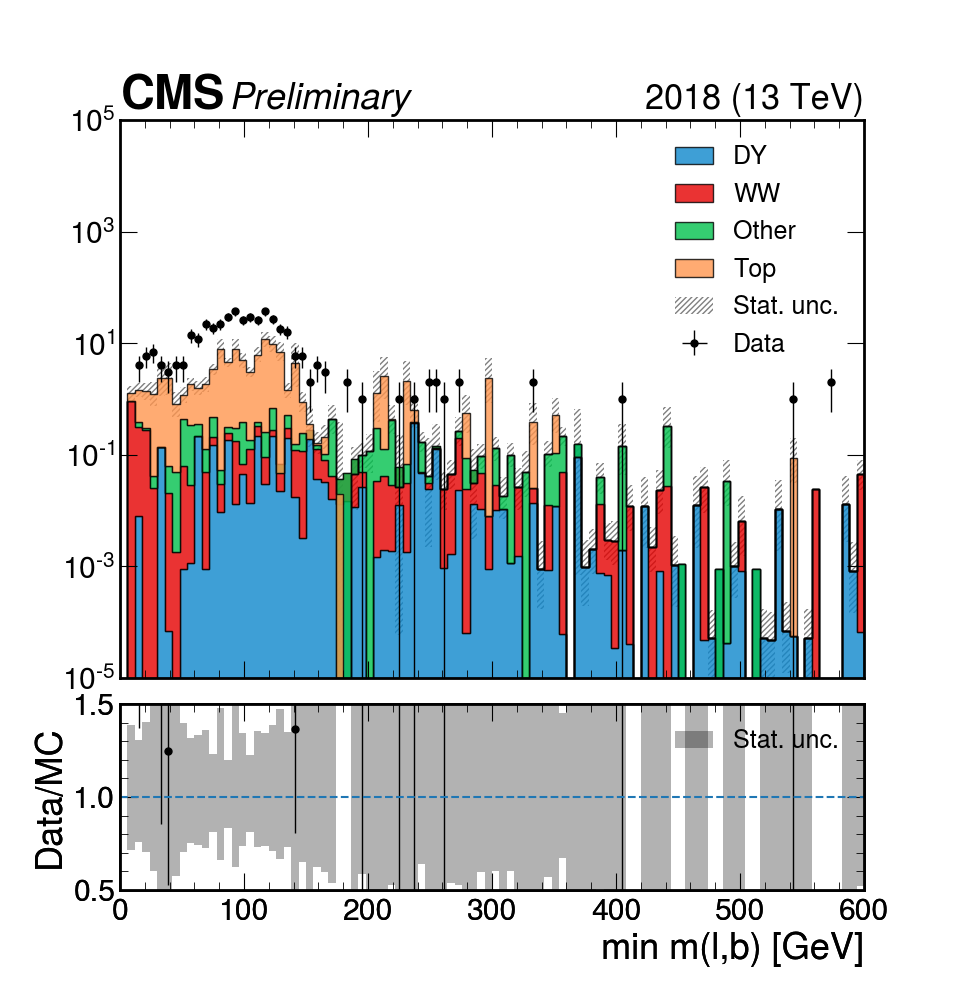 CMS Preliminary 2018 (13 TeV)
10^5
10^3
10^1
10^-1
10^-3
10^-5
DY
WW
Other
Top
Stat. unc.
Data
1.5
1.0
0.5
Data/MC
Stat. unc.
0 100 200 300 400 500 600
min m(l,b) [GeV]